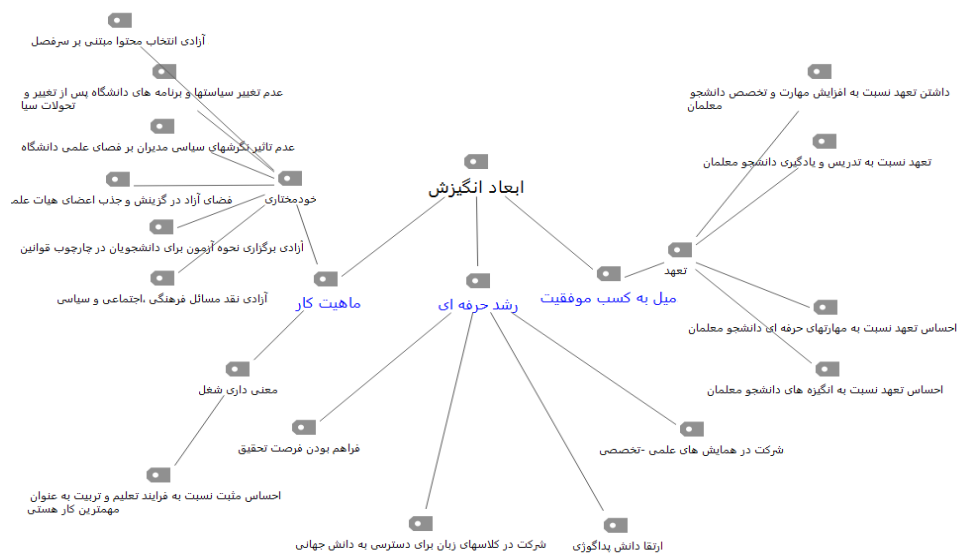 آزادی انتخاب محتوا مبتنی بر سرفصل
عدم تغییر سیاستها و برنامه های دانشگاه پس از تغییر و
تحولات سیا
عدم تاثیر نگرشهای سیاسی مدیران بر فضای علمی دانشگاه
فضای آزاد در گزینش و جذب اعضای هیات علم
خودمختاری
آزادی برگزاری نحوه آزمون برای دانشجویان در چارچوب قوانین
آزادی نقد مسائل فرهنگی ،اجتماعی و سیاسی
ابعاد انگیزش
داشتن تعهد نسبت به افزایش مهارت و تخصص دانشجو
معلمان
تعهد نسبت به تدریس و یادگیری دانشجو معلمان
تعهد
ماهیت کار
رشد حرفه ای
میل به کسب موفقیت
احساس تعهد نسبت به مهارتهای حرفه ای دانشجو معلمان
احساس تعهد نسبت به انگیزه های دانشجو معلمان
معنی داری شغل
فراهم بودن فرصت تحقیق
شرکت در همایش های علمی -تخصصی
احساس مثبت نسبت به فرایند تعلیم و تربیت به عنوان
مهمترین کار هستی
شرکت در کلاسهای زبان برای دسترسی به دانش جهانی
ارتقا دانش پداگوژی